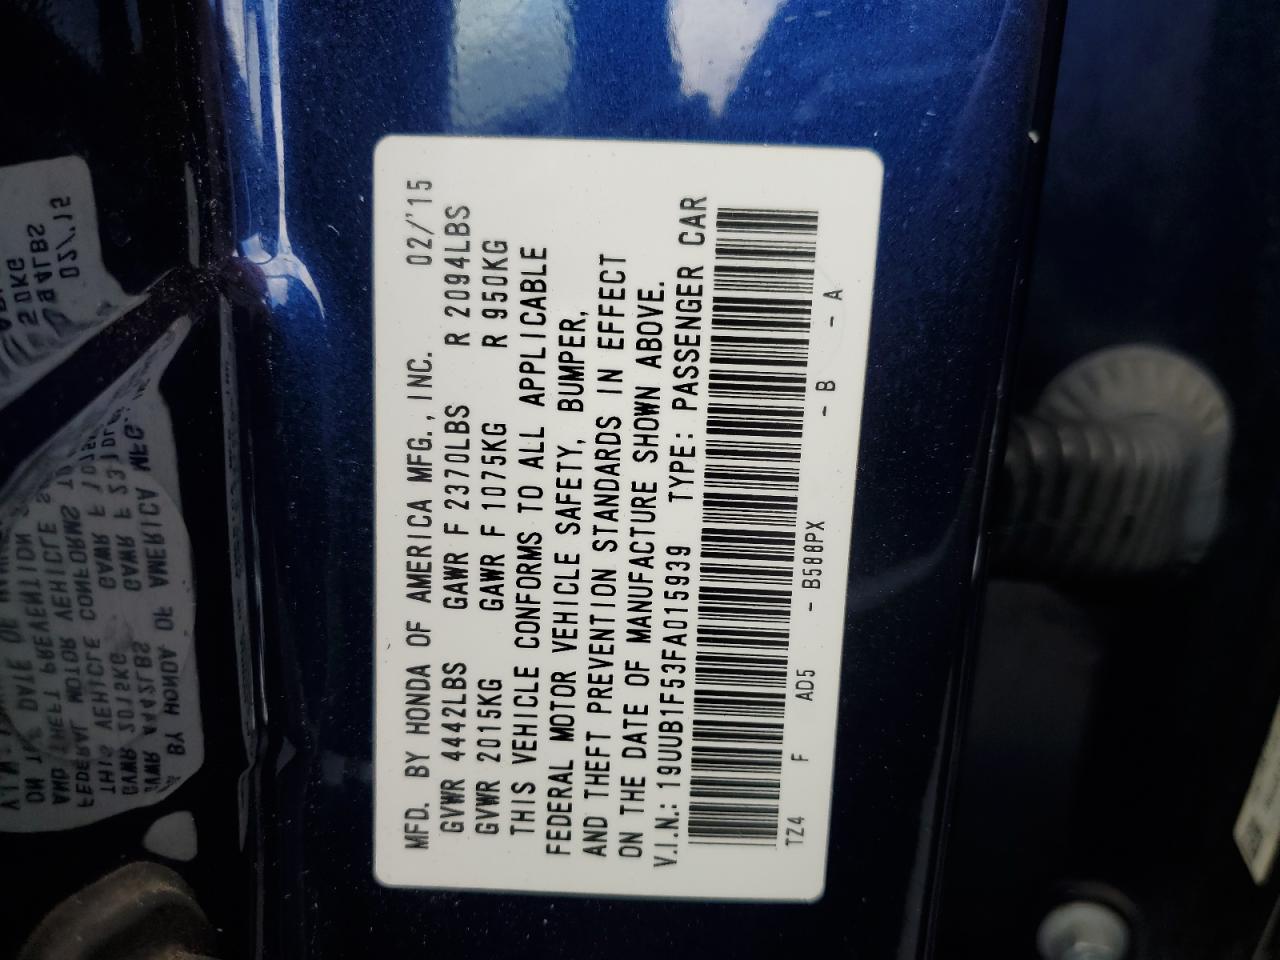 MFD. BY HONDA OF AMERICA MFG., INC. 02/'15
GVWR 4442LBS GAWR F 2370LBS R 2094LBS
GVWR 2015KG GAWR F 1075KG R 950KG
THIS VEHICLE CONFORMS TO ALL APPLICABLE
FEDERAL MOTOR VEHICLE SAFETY, BUMPER,
AND THEFT PREVENTION STANDARDS IN EFFECT
ON THE DATE OF MANUFACTURE SHOWN ABOVE.
V.I.N.: 19UUB1F53FA015939 TYPE: PASSENGER CAR
TZ4 F AD5 - B588PX - B - A